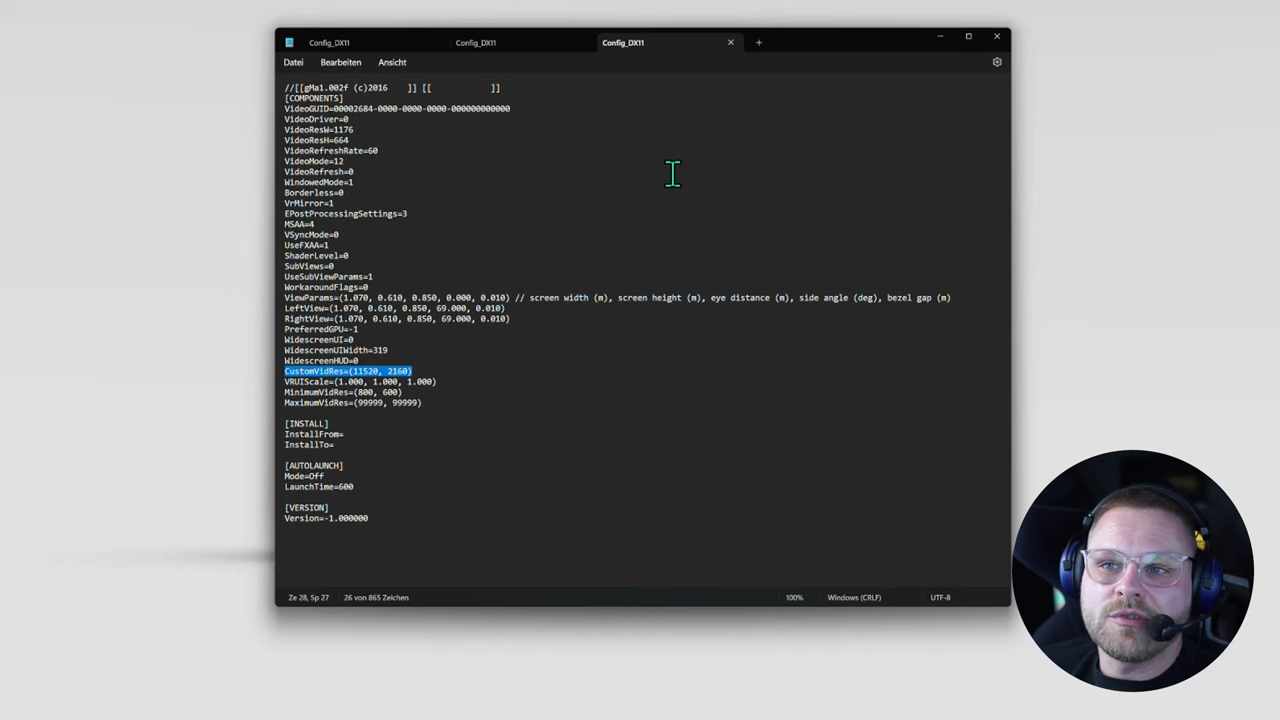 Config_DX11 Config_DX11 Config_DX11
Datei Bearbeiten Ansicht
//[[gMa1.002f (c)2016 ]] [[ ]]
[COMPONENTS]
VideoGUID=00002684-0000-0000-0000-000000000000
VideoDriver=0
VideoResW=1176
VideoResH=664
VideoRefreshRate=60
VideoMode=12
VideoRefresh=0
WindowedMode=1
Borderless=0
VrMirror=1
EPostProcessingSettings=3
MSAA=4
VSyncMode=0
UseFXAA=1
ShaderLevel=0
SubViews=0
UseSubViewParams=1
WorkaroundFlags=0
ViewParams=(1.070, 0.610, 0.850, 0.000, 0.010) // screen width (m), screen height (m), eye distance (m), side angle (deg), bezel gap (m)
LeftView=(1.070, 0.610, 0.850, 69.000, 0.010)
RightView=(1.070, 0.610, 0.850, 69.000, 0.010)
PreferredGPU=-1
WidescreenUI=0
WidescreenUIWidth=319
WidescreenHUD=0
CustomVidRes=(11520, 2160)
VRUIScale=(1.000, 1.000, 1.000)
MinimumVidRes=(800, 600)
MaximumVidRes=(99999, 99999)
[INSTALL]
InstallFrom=
InstallTo=
[AUTOLAUNCH]
Mode=Off
LaunchTime=600
[VERSION]
Version=-1.000000
Ze 28, Sp 27 26 von 865 Zeichen 100% Windows (CRLF) UTF-8